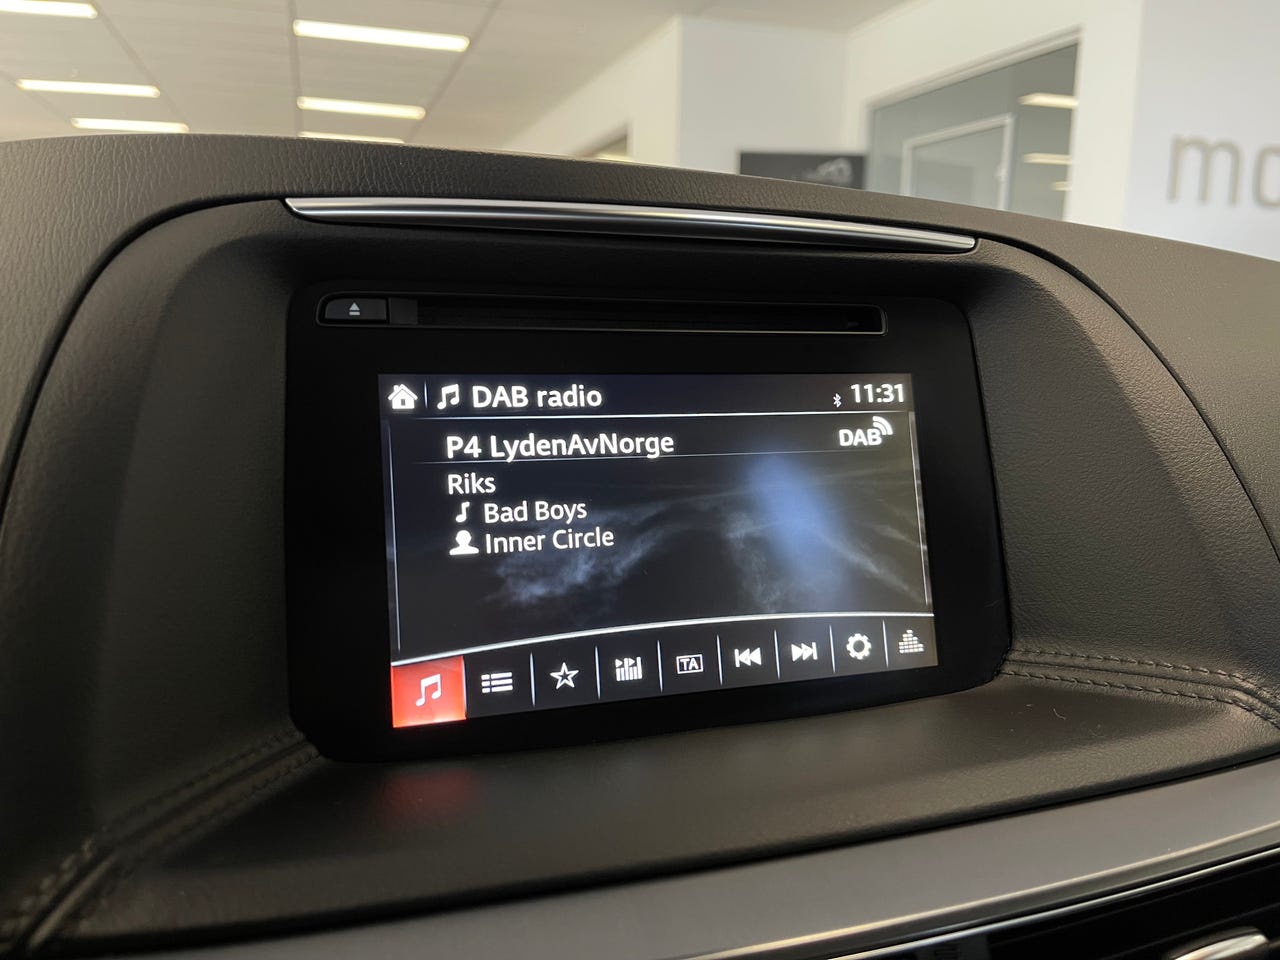 DAB radio 11:31
P4 LydenAvNorge DAB
Riks
Bad Boys
Inner Circle
TA